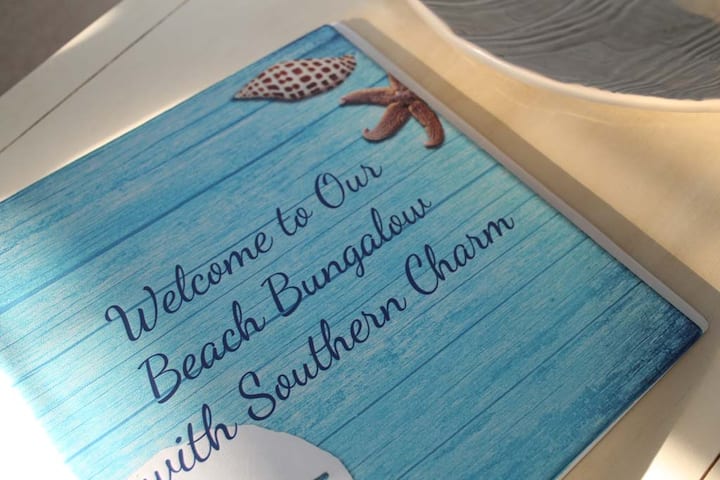 Welcome to Our
Beach Bungalow
with Southern Charm